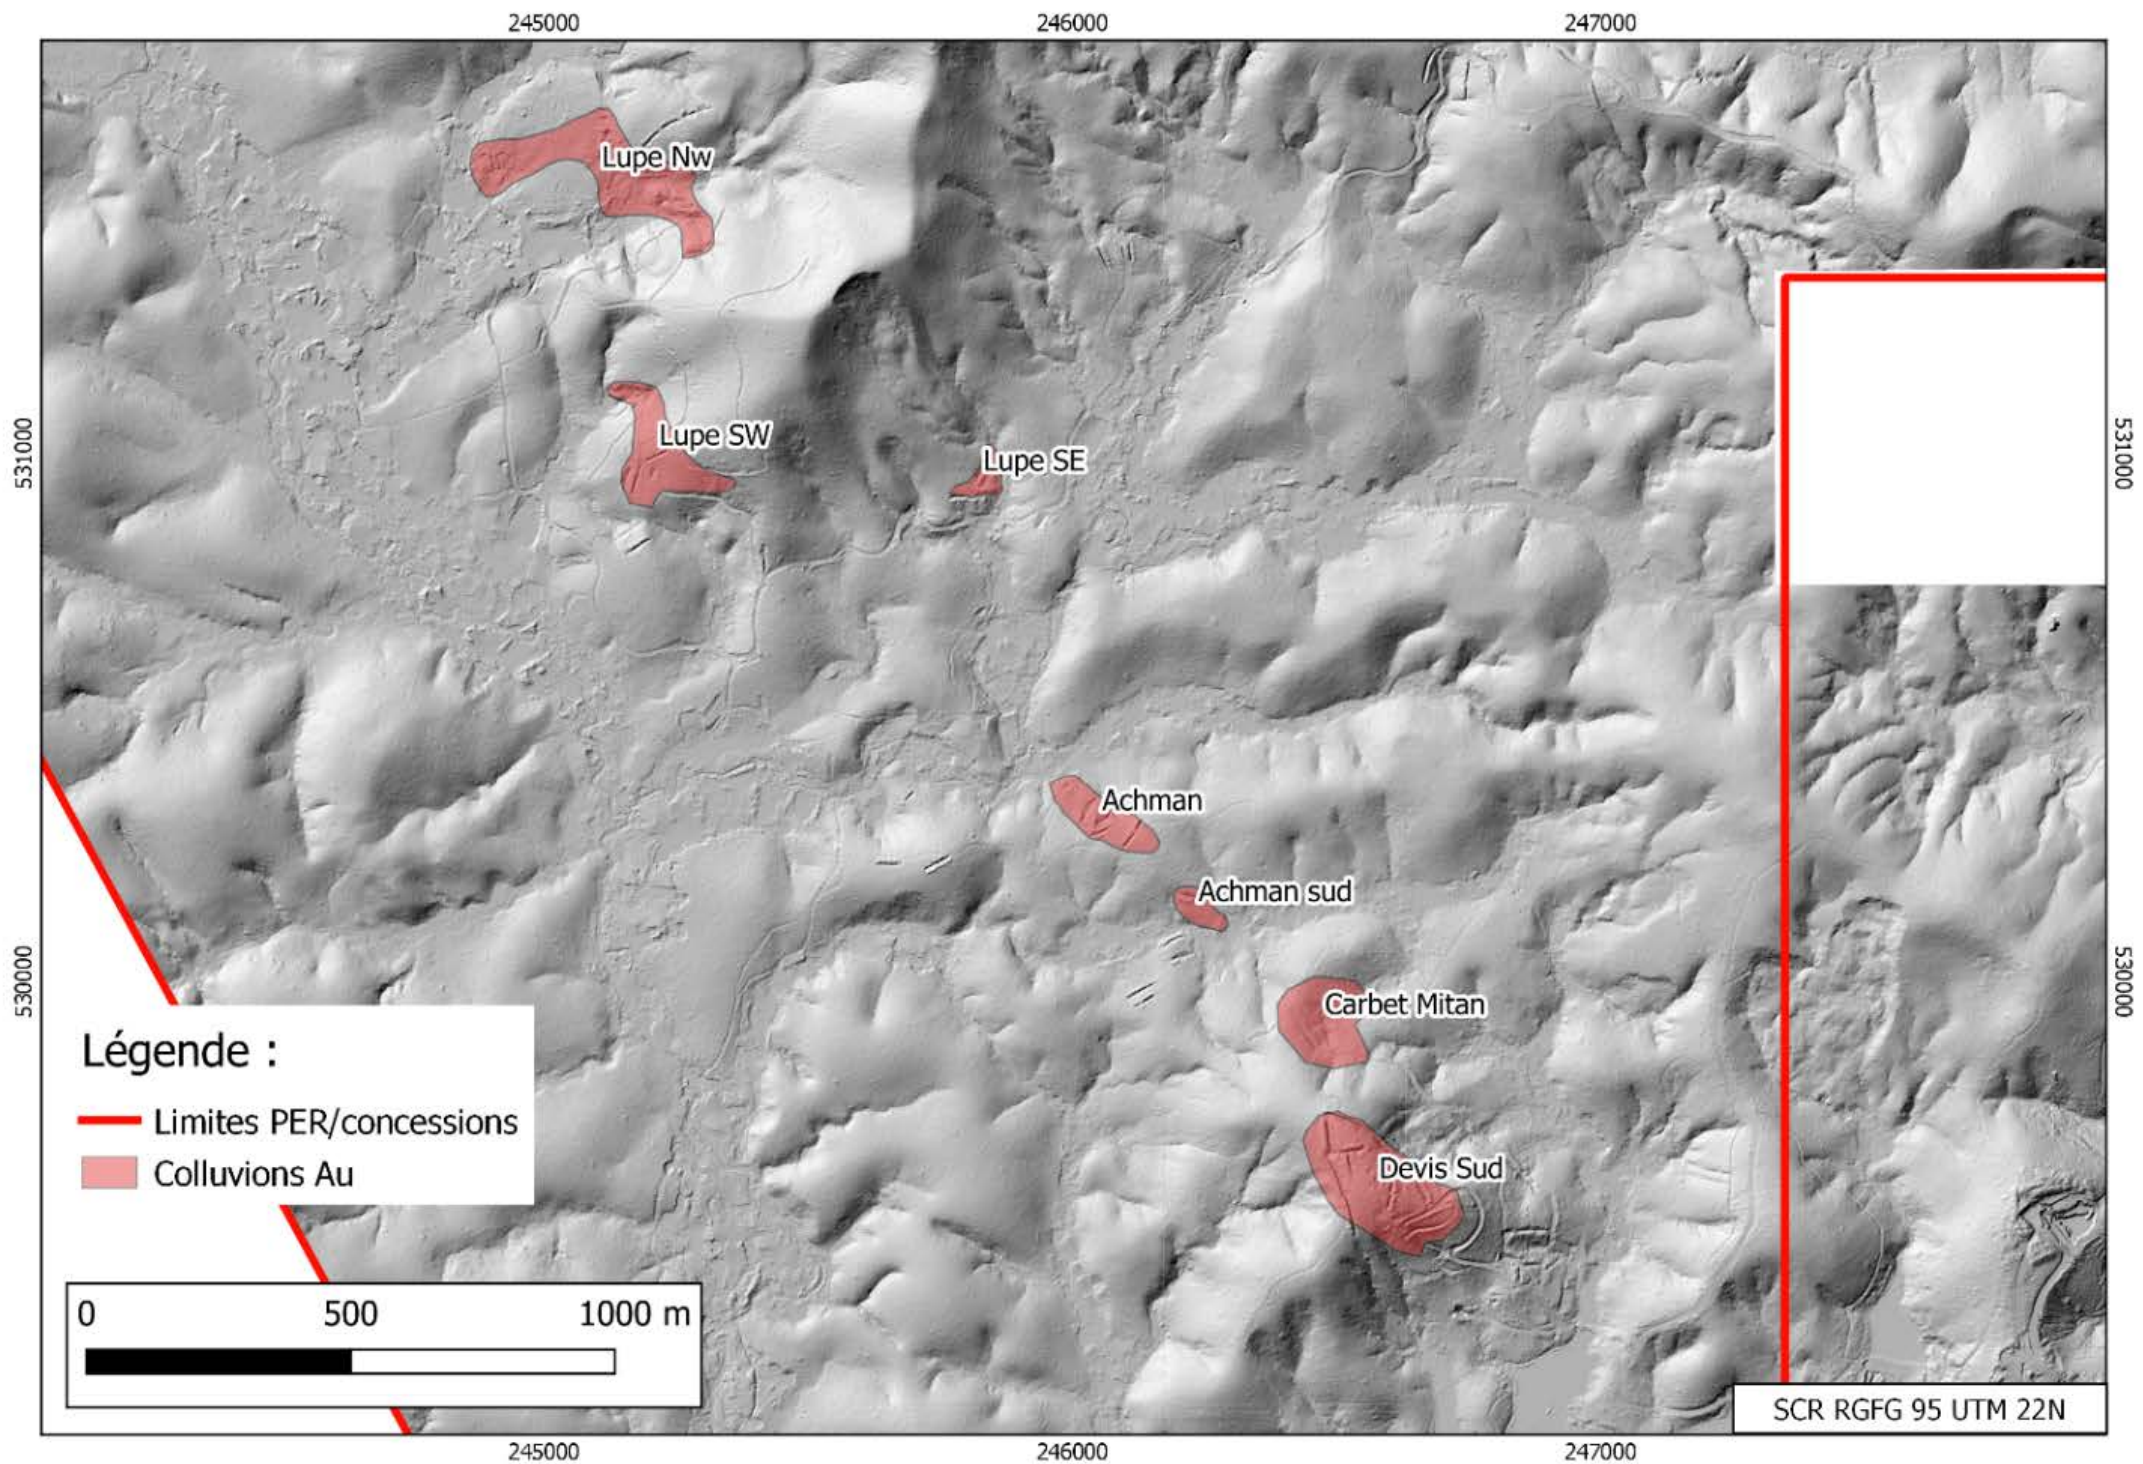 245000
246000
247000
Lupe Nw
531000
Lupe SW
Lupe SE
531000
Achman
Achman sud
530000
Carbet Mitan
530000
Légende :
Limites PER/concessions
Colluvions Au
Devis Sud
0 500 1000 m
SCR RGFG 95 UTM 22N
245000
246000
247000